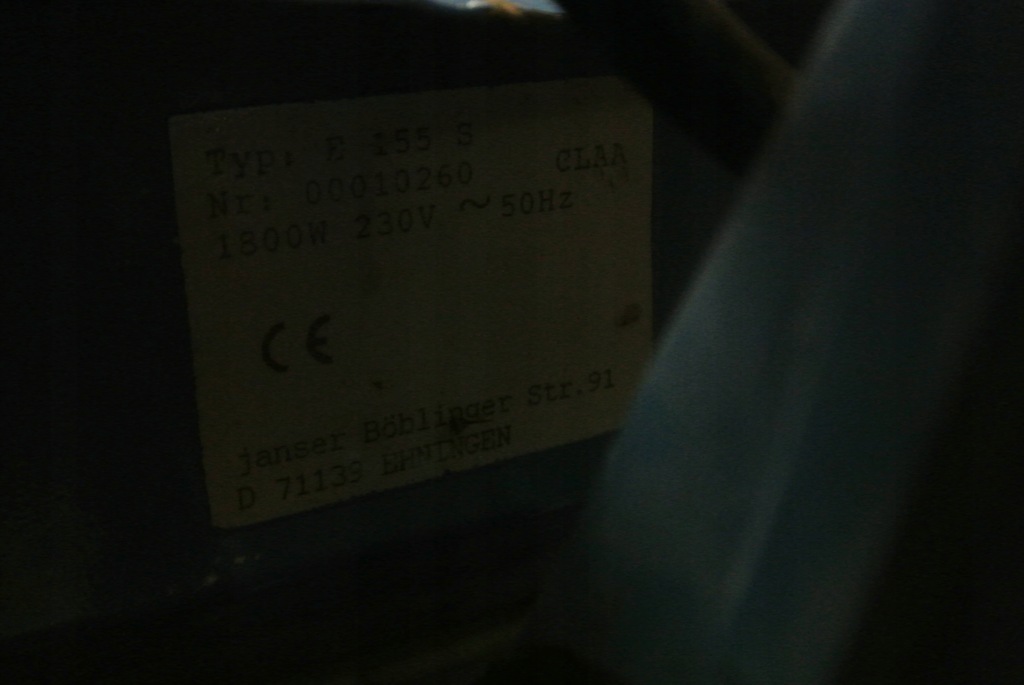 Typ: E 155 S
Nr: 00010260 CLAA
1800W 230V ~ 50Hz
CE
janser Böblinger Str.91
D 71139 EHNINGEN